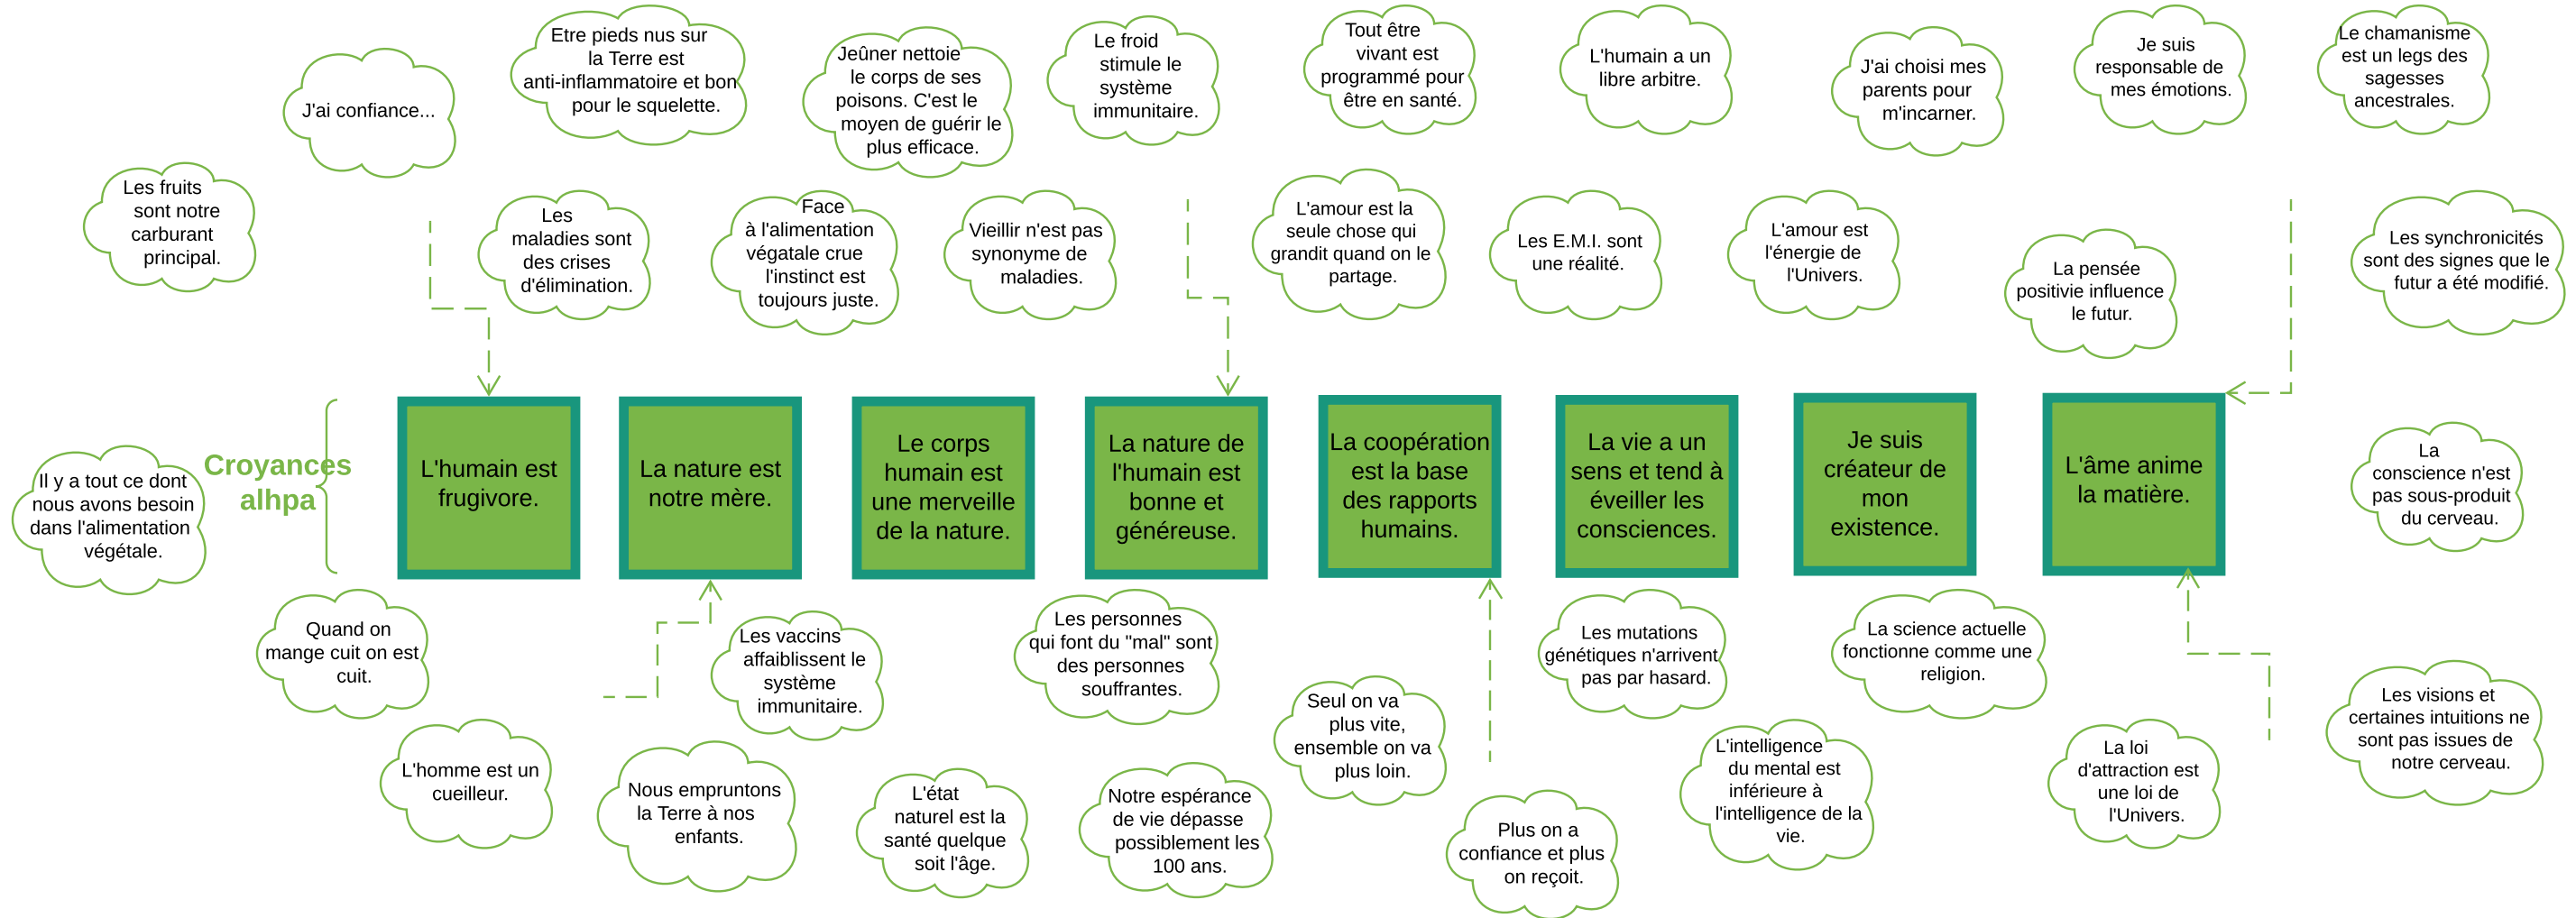 Etre pieds nus sur
la Terre est
anti-inflammatoire et bon
pour le squelette.
Jeûner nettoie
le corps de ses
poisons. C'est le
moyen de guérir le
plus efficace.
Le froid
stimule le
système
immunitaire.
Tout être
vivant est
programmé pour
être en santé.
L'humain a un
libre arbitre.
J'ai choisi mes
parents pour
m'incarner.
Je suis
responsable de
mes émotions.
Le chamanisme
est un legs des
sagesses
ancestrales.
J'ai confiance...
Les fruits
sont notre
carburant
principal.
Les
maladies sont
des crises
d'élimination.
Face
à l'alimentation
végatale crue
l'instinct est
toujours juste.
Vieillir n'est pas
synonyme de
maladies.
L'amour est la
seule chose qui
grandit quand on le
partage.
Les E.M.I. sont
une réalité.
L'amour est
l'énergie de
l'Univers.
La pensée
positivie influence
le futur.
Les synchronicités
sont des signes que le
futur a été modifié.
Croyances
alhpa
L'humain est
frugivore.
La nature est
notre mère.
Le corps
humain est
une merveille
de la nature.
La nature de
l'humain est
bonne et
généreuse.
La coopération
est la base
des rapports
humains.
La vie a un
sens et tend à
éveiller les
consciences.
Je suis
créateur de
mon
existence.
L'âme anime
la matière.
La
conscience n'est
pas sous-produit
du cerveau.
Il y a tout ce dont
nous avons besoin
dans l'alimentation
végétale.
Quand on
mange cuit on est
cuit.
Les vaccins
affaiblissent le
système
immunitaire.
Les personnes
qui font du "mal" sont
des personnes
souffrantes.
Les mutations
génétiques n'arrivent
pas par hasard.
La science actuelle
fonctionne comme une
religion.
Seul on va
plus vite,
ensemble on va
plus loin.
Les visions et
certaines intuitions ne
sont pas issues de
notre cerveau.
L'homme est un
cueilleur.
Nous empruntons
la Terre à nos
enfants.
L'état
naturel est la
santé quelque
soit l'âge.
Notre espérance
de vie dépasse
possiblement les
100 ans.
Plus on a
confiance et plus
on reçoit.
L'intelligence
du mental est
inférieure à
l'intelligence de la
vie.
La loi
d'attraction est
une loi de
l'Univers.